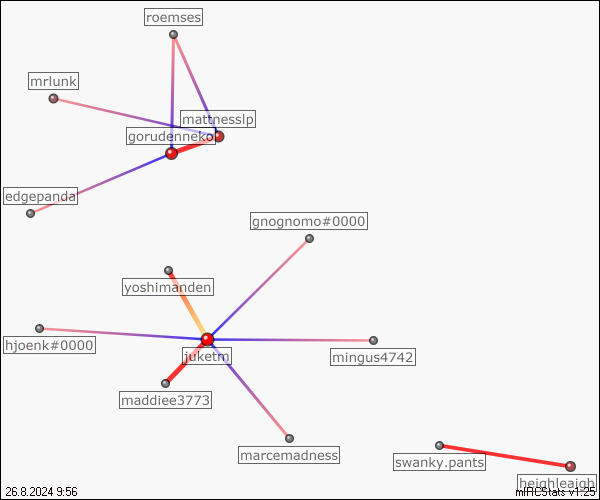 roemses
mrlunk
mattnesslp
gorudenneko
edgepanda
gnognomo#0000
yoshimanden
hjoenk#0000
juketm
mingus4742
maddiee3773
marcemadness
swanky.pants
heighleaigh
26.8.2024 9:56
mIRCStats v1.25